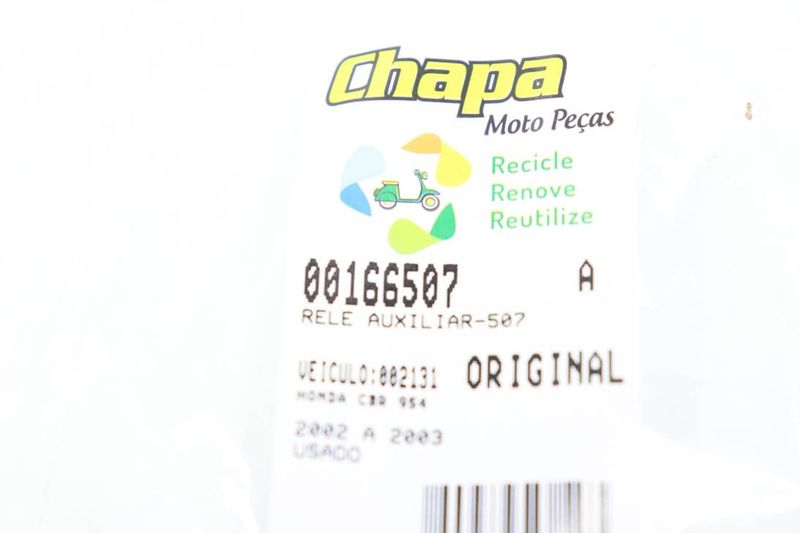 Chapa
Moto Peças
Recicle
Renove
Reutilize
00166507 A
RELE AUXILIAR-507
VEICULO:002131 ORIGINAL
HONDA CBR 954
2002 A 2003
USADO